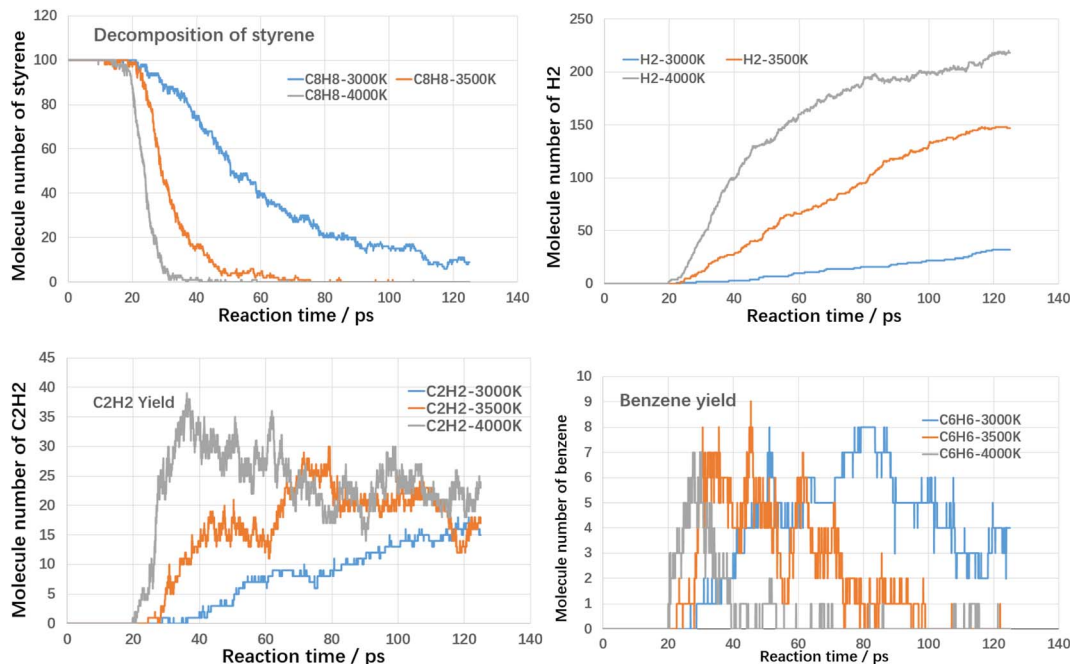 Decomposition of styrene
C8H8-3000K C8H8-3500K
C8H8-4000K
Molecule number of styrene
120
100
80
60
40
20
0
0 20 40 60 80 100 120 140
Reaction time / ps
H2-3000K H2-3500K
H2-4000K
Molecule number of H2
250
200
150
100
50
0
0 20 40 60 80 100 120 140
Reaction time / ps
C2H2 Yield
C2H2-3000K
C2H2-3500K
C2H2-4000K
Molecule number of C2H2
45
40
35
30
25
20
15
10
5
0
0 20 40 60 80 100 120 140
Reaction time / ps
Benzene yield
C6H6-3000K
C6H6-3500K
C6H6-4000K
Molecule number of benzene
10
9
8
7
6
5
4
3
2
1
0
0 20 40 60 80 100 120 140
Reaction time / ps